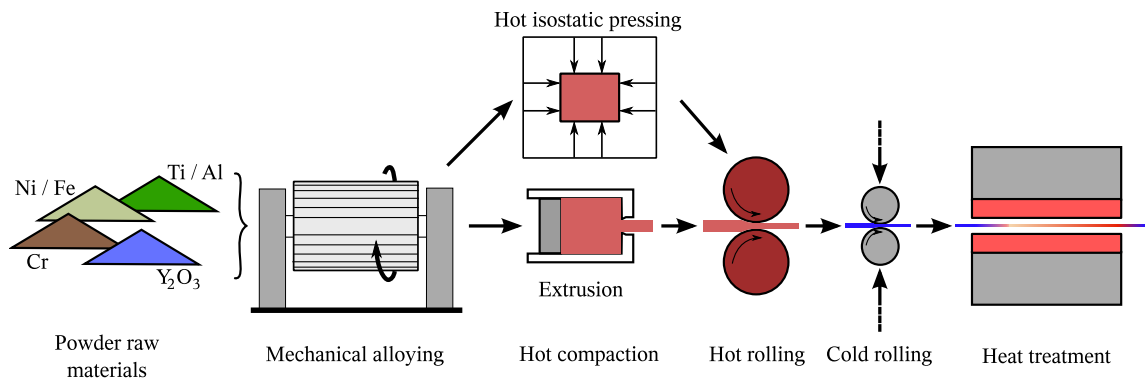 Hot isostatic pressing
Ti / Al
Ni / Fe
Cr
Y₂O₃
Extrusion
Powder raw
materials
Mechanical alloying
Hot compaction
Hot rolling
Cold rolling
Heat treatment